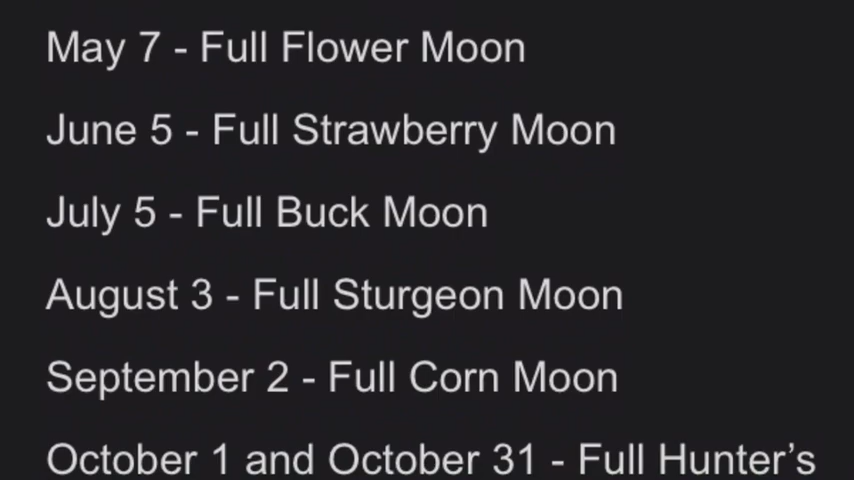 May 7 - Full Flower Moon
June 5 - Full Strawberry Moon
July 5 - Full Buck Moon
August 3 - Full Sturgeon Moon
September 2 - Full Corn Moon
October 1 and October 31 - Full Hunter’s